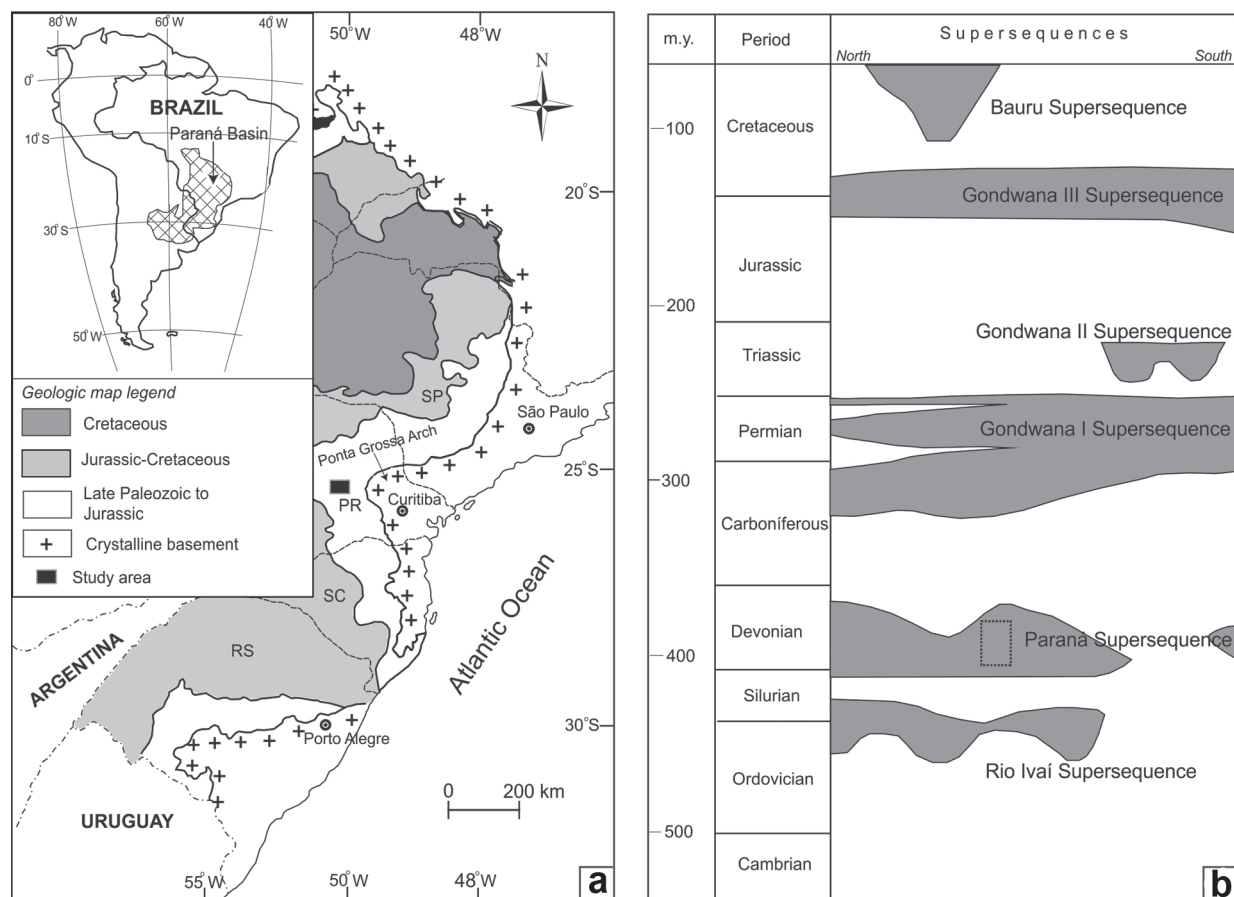 80°W
60°W
40°W
0°
BRAZIL
Paraná Basin
10°S
30°S
50°W
Geologic map legend
Cretaceous
Jurassic-Cretaceous
Late Paleozoic to
Jurassic
Crystalline basement
Study area
50°W
48°W
N
20°S
SP
São Paulo
Ponta Grossa Arch
25°S
PR
Curitiba
SC
Atlantic Ocean
ARGENTINA
RS
30°S
Porto Alegre
0
200 km
URUGUAY
55°W
50°W
48°W
a
m.y.
Period
Supersequences
North
South
Bauru Supersequence
100
Cretaceous
Gondwana III Supersequence
Jurassic
200
Gondwana II Supersequence
Triassic
Permian
Gondwana I Supersequence
300
Carboníferous
Devonian
Paraná Supersequence
400
Silurian
Ordovician
Rio Ivaí Supersequence
500
Cambrian
b